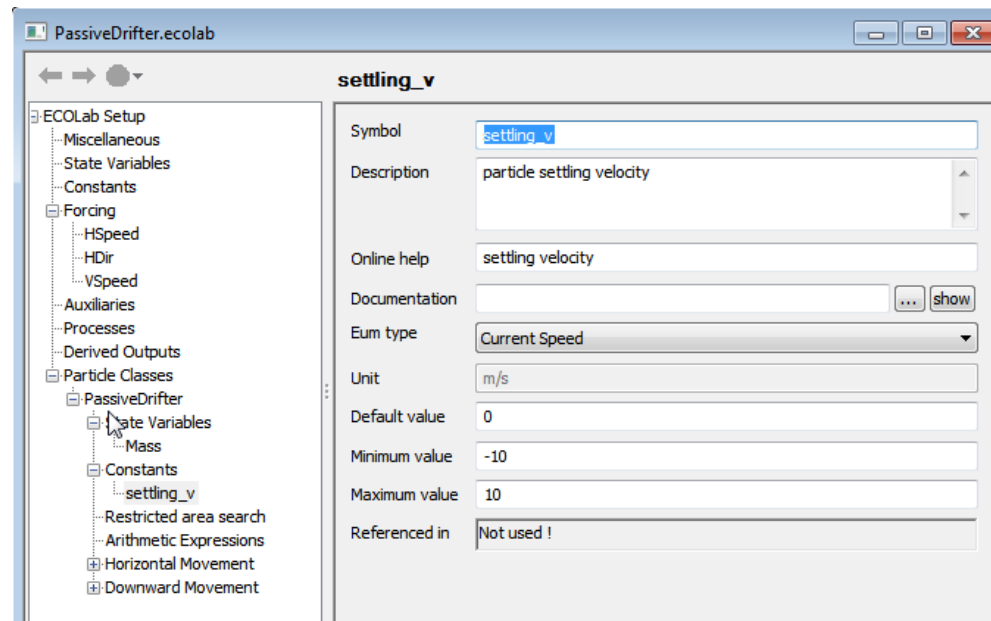 PassiveDrifter.ecolab
settling_v
ECOLab Setup
Miscellaneous
State Variables
Constants
Forcing
HSpeed
HDir
VSpeed
Auxiliaries
Processes
Derived Outputs
Particle Classes
PassiveDrifter
State Variables
Mass
Constants
settling_v
Restricted area search
Arithmetic Expressions
Horizontal Movement
Downward Movement
Symbol settling_v
Description particle settling velocity
Online help settling velocity
Documentation ... show
Eum type Current Speed
Unit m/s
Default value 0
Minimum value -10
Maximum value 10
Referenced in Not used !